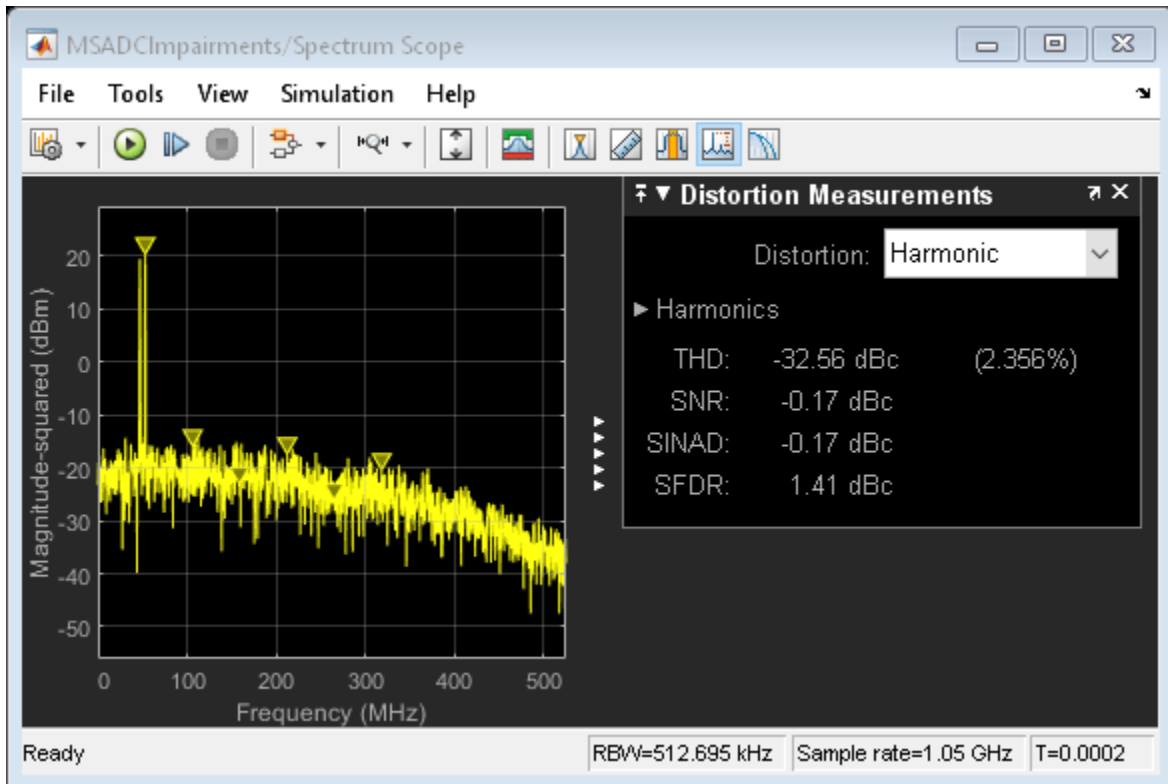 MSADCImpairments/Spectrum Scope
File Tools View Simulation Help
Distortion Measurements
Distortion: Harmonic
Harmonics
THD: -32.56 dBc (2.356%)
SNR: -0.17 dBc
SINAD: -0.17 dBc
SFDR: 1.41 dBc
Magnitude-squared (dBm)
20
10
0
-10
-20
-30
-40
-50
0 100 200 300 400 500
Frequency (MHz)
Ready RBW=512.695 kHz Sample rate=1.05 GHz T=0.0002